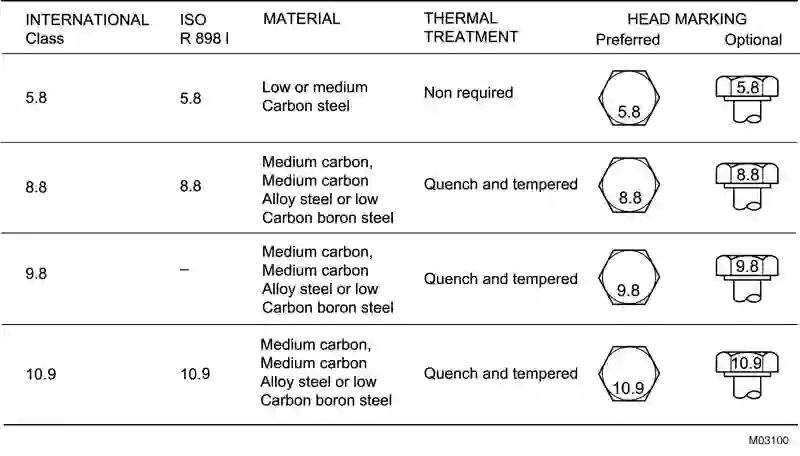 INTERNATIONAL Class ISO R 898 I MATERIAL THERMAL TREATMENT HEAD MARKING
Preferred Optional
5.8 5.8 Low or medium Carbon steel Non required 5.8 5.8
8.8 8.8 Medium carbon, Medium carbon Alloy steel or low Carbon boron steel Quench and tempered 8.8 8.8
9.8 – Medium carbon, Medium carbon Alloy steel or low Carbon boron steel Quench and tempered 9.8 9.8
10.9 10.9 Medium carbon, Medium carbon Alloy steel or low Carbon boron steel Quench and tempered 10.9 10.9
M03100